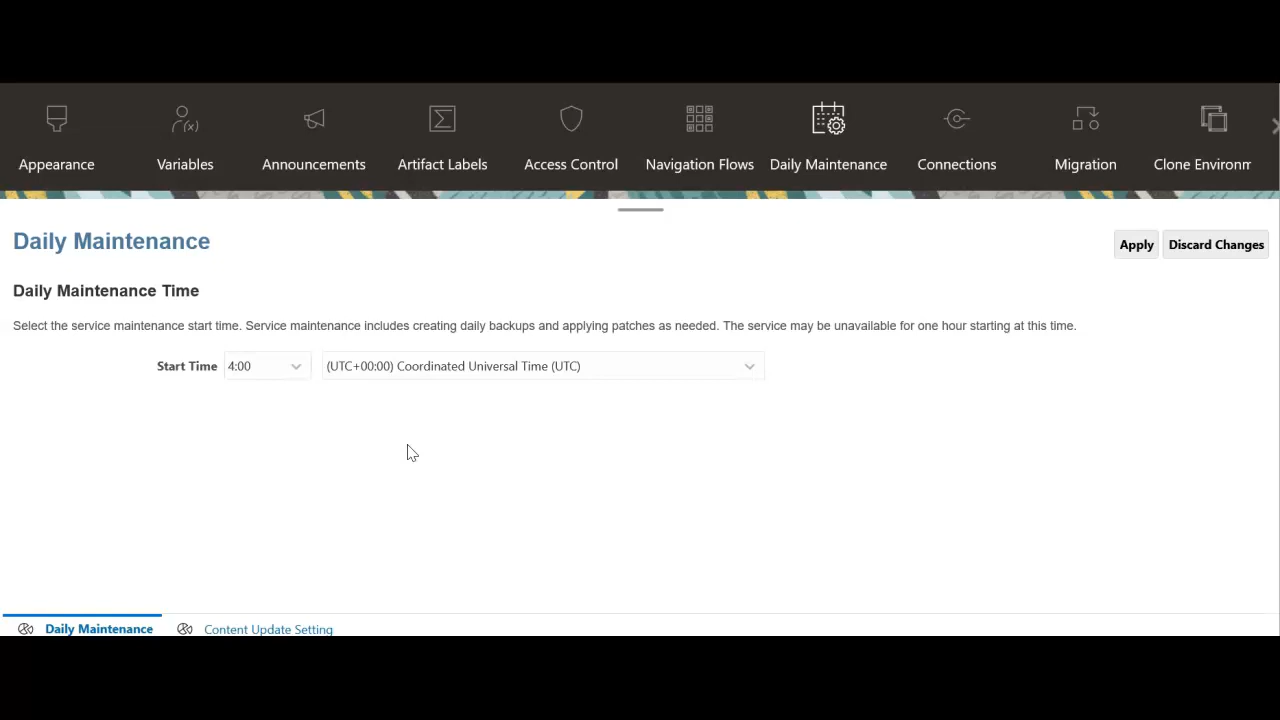 Appearance
Variables
Announcements
Artifact Labels
Access Control
Navigation Flows
Daily Maintenance
Connections
Migration
Clone Environm
Daily Maintenance
Apply
Discard Changes
Daily Maintenance Time
Select the service maintenance start time. Service maintenance includes creating daily backups and applying patches as needed. The service may be unavailable for one hour starting at this time.
Start Time 4:00 (UTC+00:00) Coordinated Universal Time (UTC)
Daily Maintenance
Content Update Setting